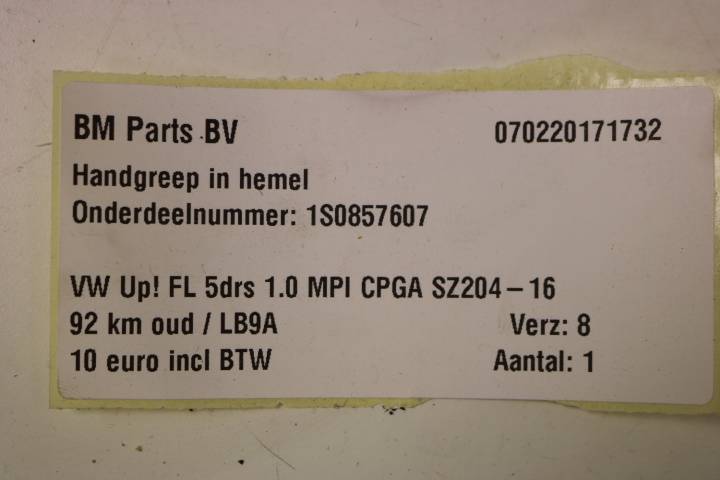 BM Parts BV 070220171732
Handgreep in hemel
Onderdeelnummer: 1S0857607
VW Up! FL 5drs 1.0 MPI CPGA SZ204-16
92 km oud / LB9A Verz: 8
10 euro incl BTW Aantal: 1